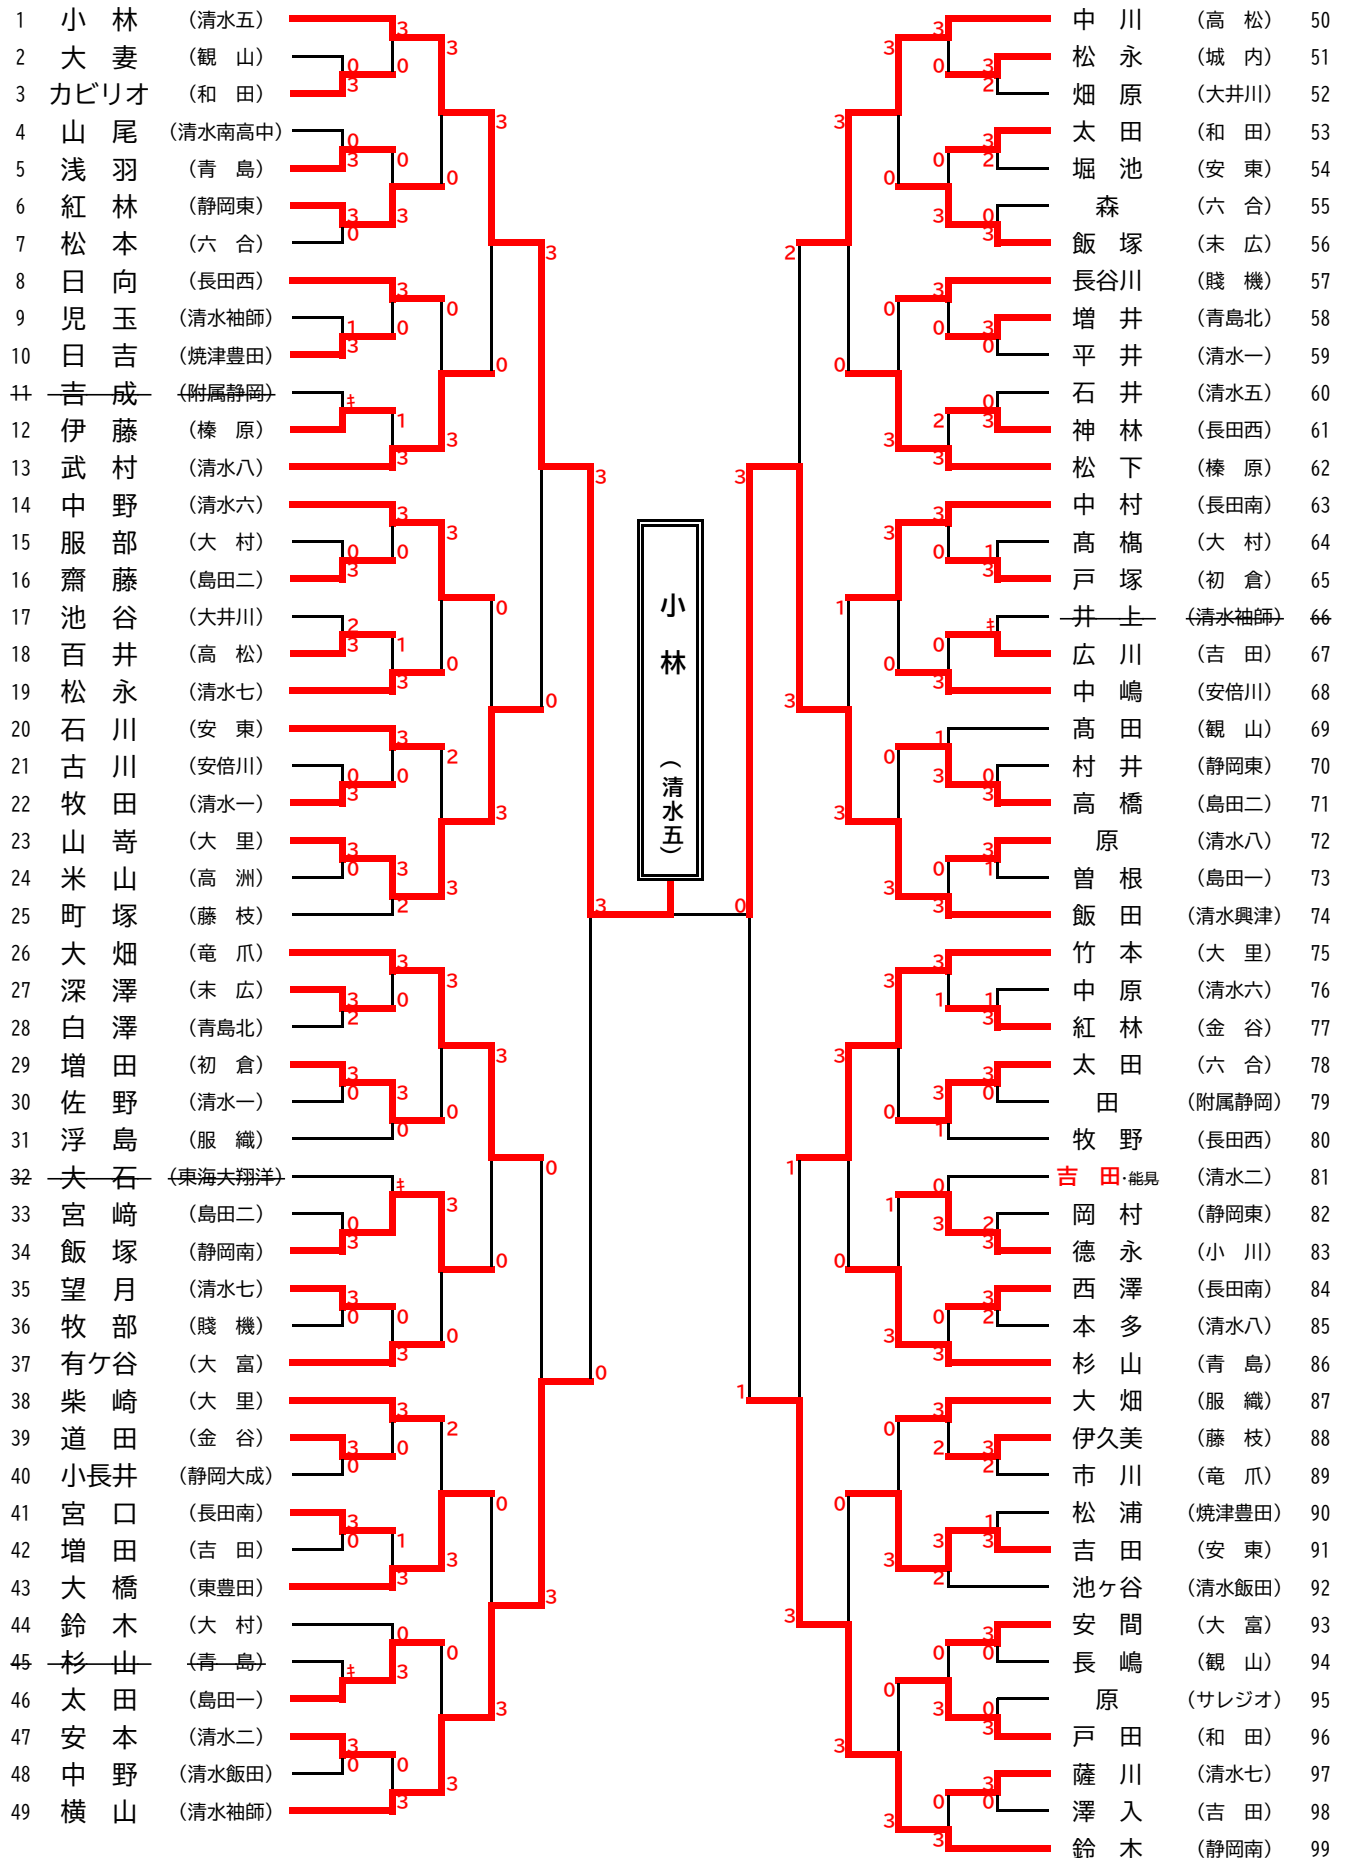 1 小 林 (清水五)
2 大 妻 (観 山)
3 カビリオ (和 田)
4 山 尾 (清水南高中)
5 浅 羽 (青 島)
6 紅 林 (静岡東)
7 松 本 (六 合)
8 日 向 (長田西)
9 児 玉 (清水袖師)
10 日 吉 (焼津豊田)
11 吉 成 (附属静岡)
12 伊 藤 (榛 原)
13 武 村 (清水八)
14 中 野 (清水六)
15 服 部 (大 村)
16 齋 藤 (島田二)
17 池 谷 (大井川)
18 百 井 (高 松)
19 松 永 (清水七)
20 石 川 (安 東)
21 古 川 (安倍川)
22 牧 田 (清水一)
23 山 嵜 (大 里)
24 米 山 (高 洲)
25 町 塚 (藤 枝)
26 大 畑 (竜 爪)
27 深 澤 (末 広)
28 白 澤 (青島北)
29 増 田 (初 倉)
30 佐 野 (清水一)
31 浮 島 (服 織)
32 大 石 (東海大翔洋)
33 宮 﨑 (島田二)
34 飯 塚 (静岡南)
35 望 月 (清水七)
36 牧 部 (賤 機)
37 有ケ谷 (大 富)
38 柴 崎 (大 里)
39 道 田 (金 谷)
40 小長井 (静岡大成)
41 宮 口 (長田南)
42 増 田 (吉 田)
43 大 橋 (東豊田)
44 鈴 木 (大 村)
45 杉 山 (青 島)
46 太 田 (島田一)
47 安 本 (清水二)
48 中 野 (清水飯田)
49 横 山 (清水袖師)
小 林 (清水五)
中 川 (高 松) 50
松 永 (城 内) 51
畑 原 (大井川) 52
太 田 (和 田) 53
堀 池 (安 東) 54
森 (六 合) 55
飯 塚 (末 広) 56
長谷川 (賤 機) 57
増 井 (青島北) 58
平 井 (清水一) 59
石 井 (清水五) 60
神 林 (長田西) 61
松 下 (榛 原) 62
中 村 (長田南) 63
髙 槗 (大 村) 64
戸 塚 (初 倉) 65
井 上 (清水袖師) 66
広 川 (吉 田) 67
中 嶋 (安倍川) 68
髙 田 (観 山) 69
村 井 (静岡東) 70
高 橋 (島田二) 71
原 (清水八) 72
曽 根 (島田一) 73
飯 田 (清水興津) 74
竹 本 (大 里) 75
中 原 (清水六) 76
紅 林 (金 谷) 77
太 田 (六 合) 78
田 (附属静岡) 79
牧 野 (長田西) 80
吉 田・能見 (清水二) 81
岡 村 (静岡東) 82
德 永 (小 川) 83
西 澤 (長田南) 84
本 多 (清水八) 85
杉 山 (青 島) 86
大 畑 (服 織) 87
伊久美 (藤 枝) 88
市 川 (竜 爪) 89
松 浦 (焼津豊田) 90
吉 田 (安 東) 91
池ヶ谷 (清水飯田) 92
安 間 (大 富) 93
長 嶋 (観 山) 94
原 (サレジオ) 95
戸 田 (和 田) 96
薩 川 (清水七) 97
澤 入 (吉 田) 98
鈴 木 (静岡南) 99